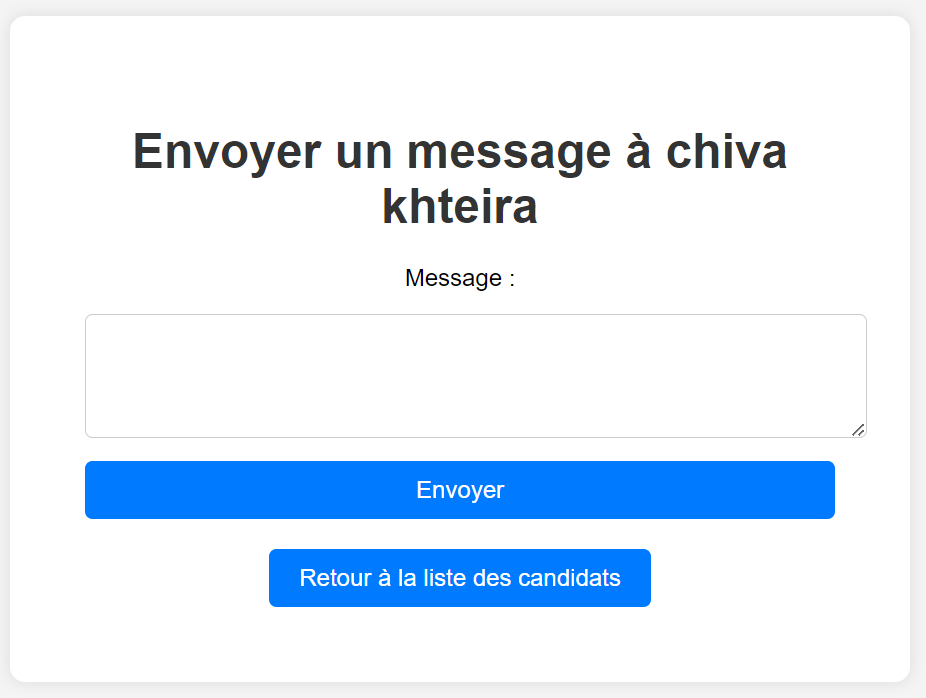 Envoyer un message à chiva
khteira
Message :
Envoyer
Retour à la liste des candidats